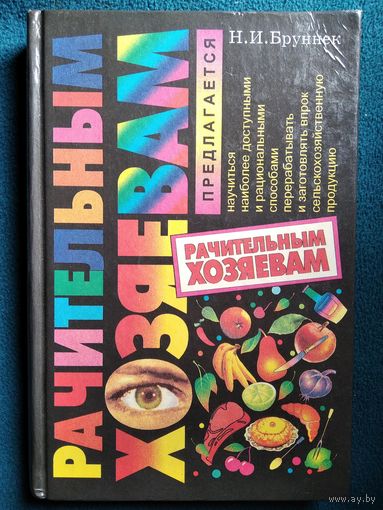 Н.И.Бруннек
РАЧИТЕЛЬНЫМ
ХОЗЯЕВАМ
ПРЕДЛАГАЕТСЯ
научиться
наиболее доступными
и рациональными
способами
перерабатывать
и заготовлять впрок
сельскохозяйственную
продукцию
РАЧИТЕЛЬНЫМ
ХОЗЯЕВАМ
www.ay.by